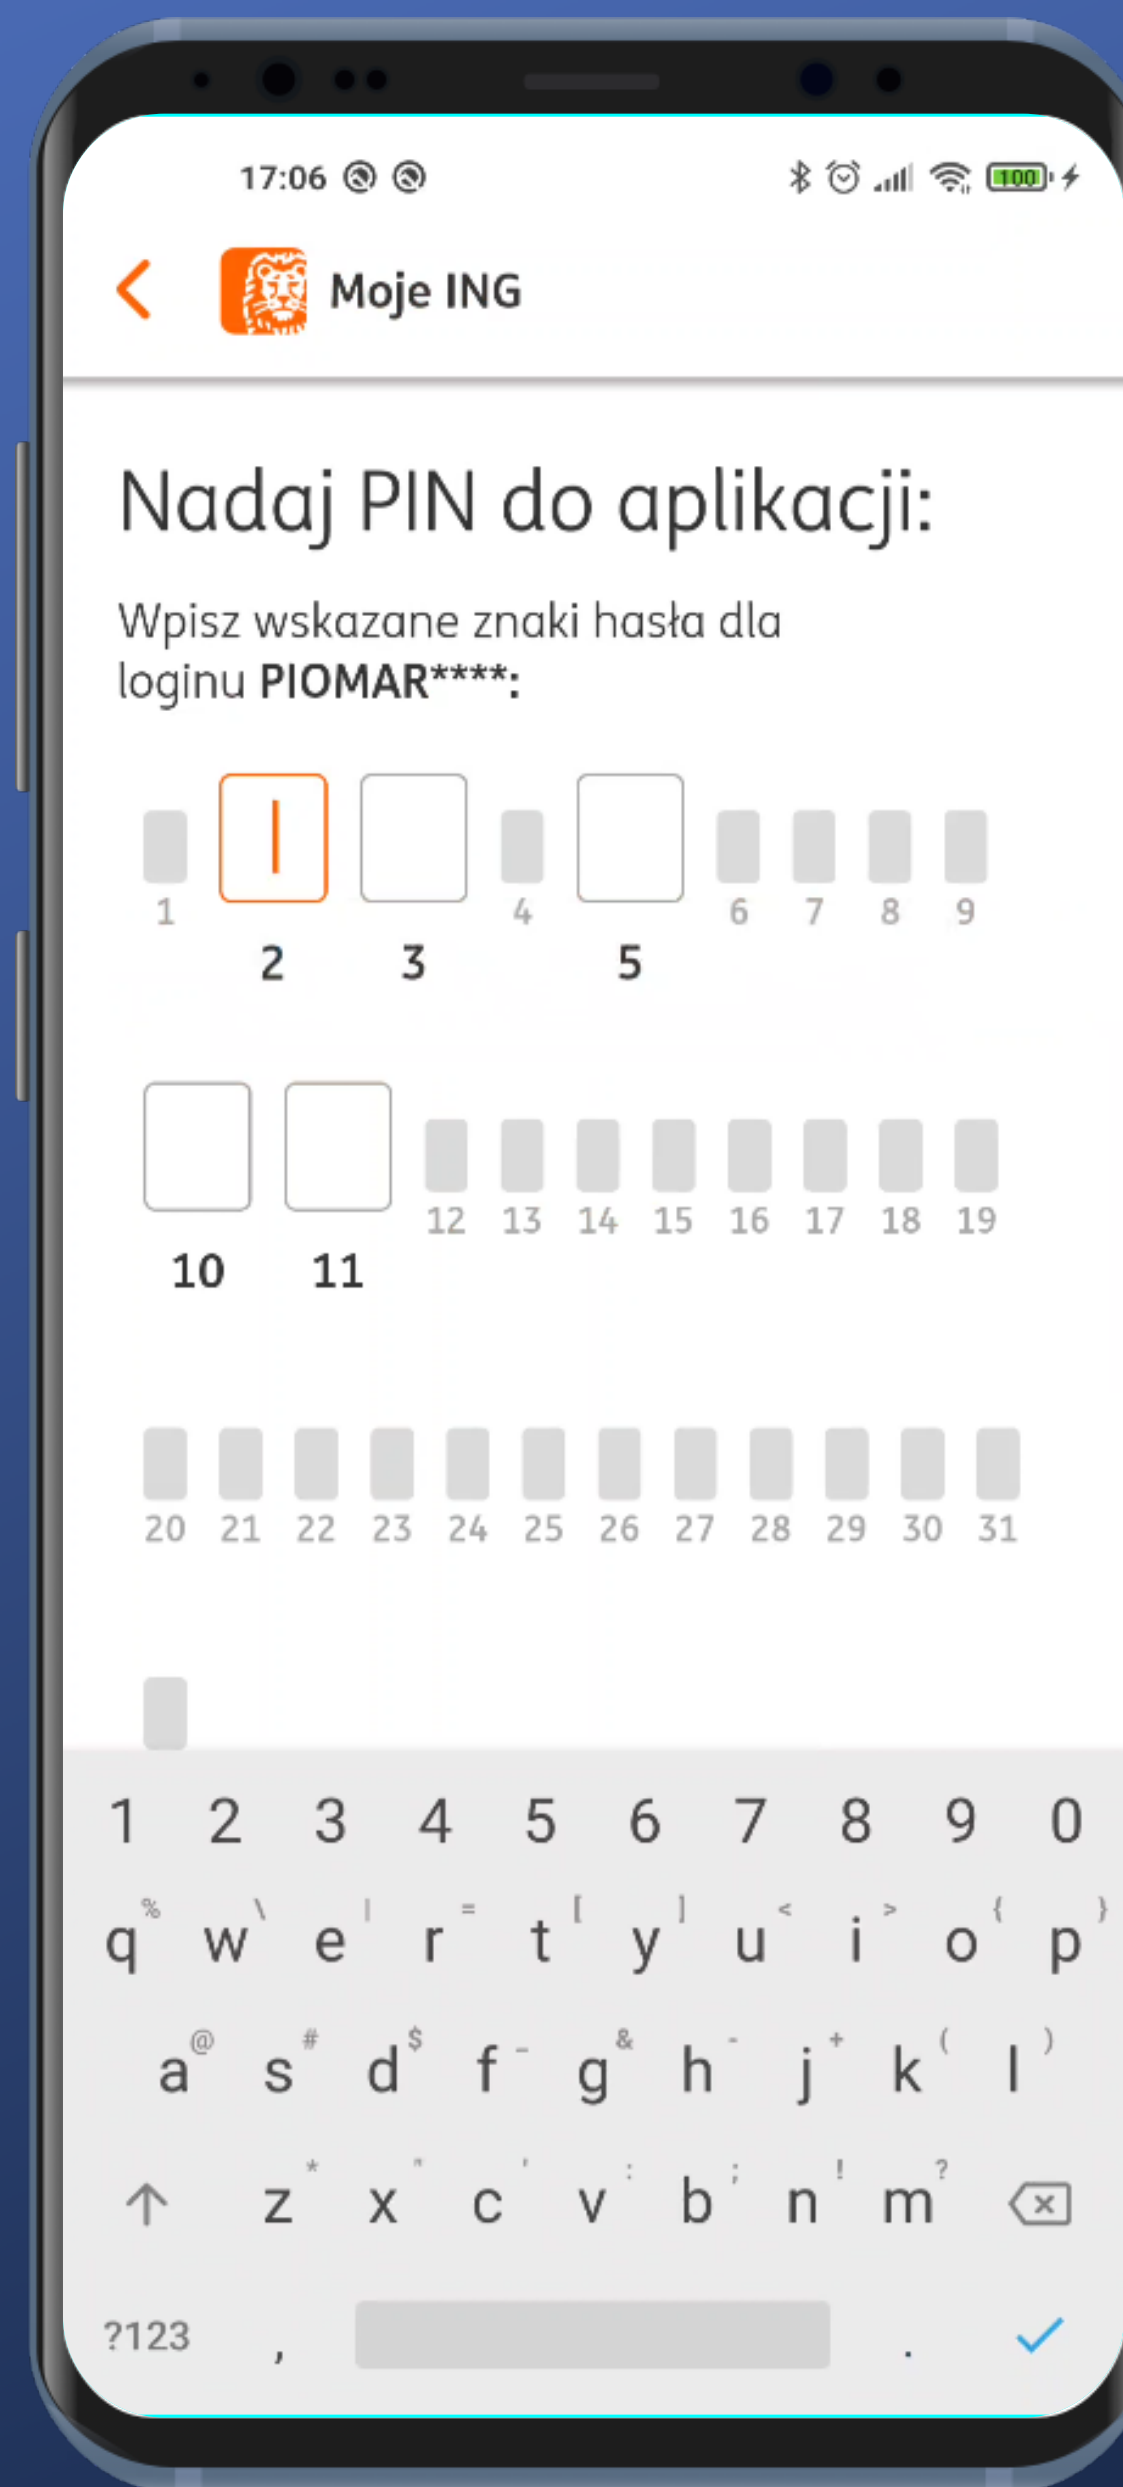 17:06 100
Moje ING
Nadaj PIN do aplikacji:
Wpisz wskazane znaki hasła dla
loginu PIOMAR****:
1 2 3 4 5 6 7 8 9
10 11 12 13 14 15 16 17 18 19
20 21 22 23 24 25 26 27 28 29 30 31
1 2 3 4 5 6 7 8 9 0
% \ | = [ ] < > { }
q w e r t y u i o p
@ # $ _ & - + ( )
a s d f g h j k l
* " ' : ; ! ?
z x c v b n m
?123 , .